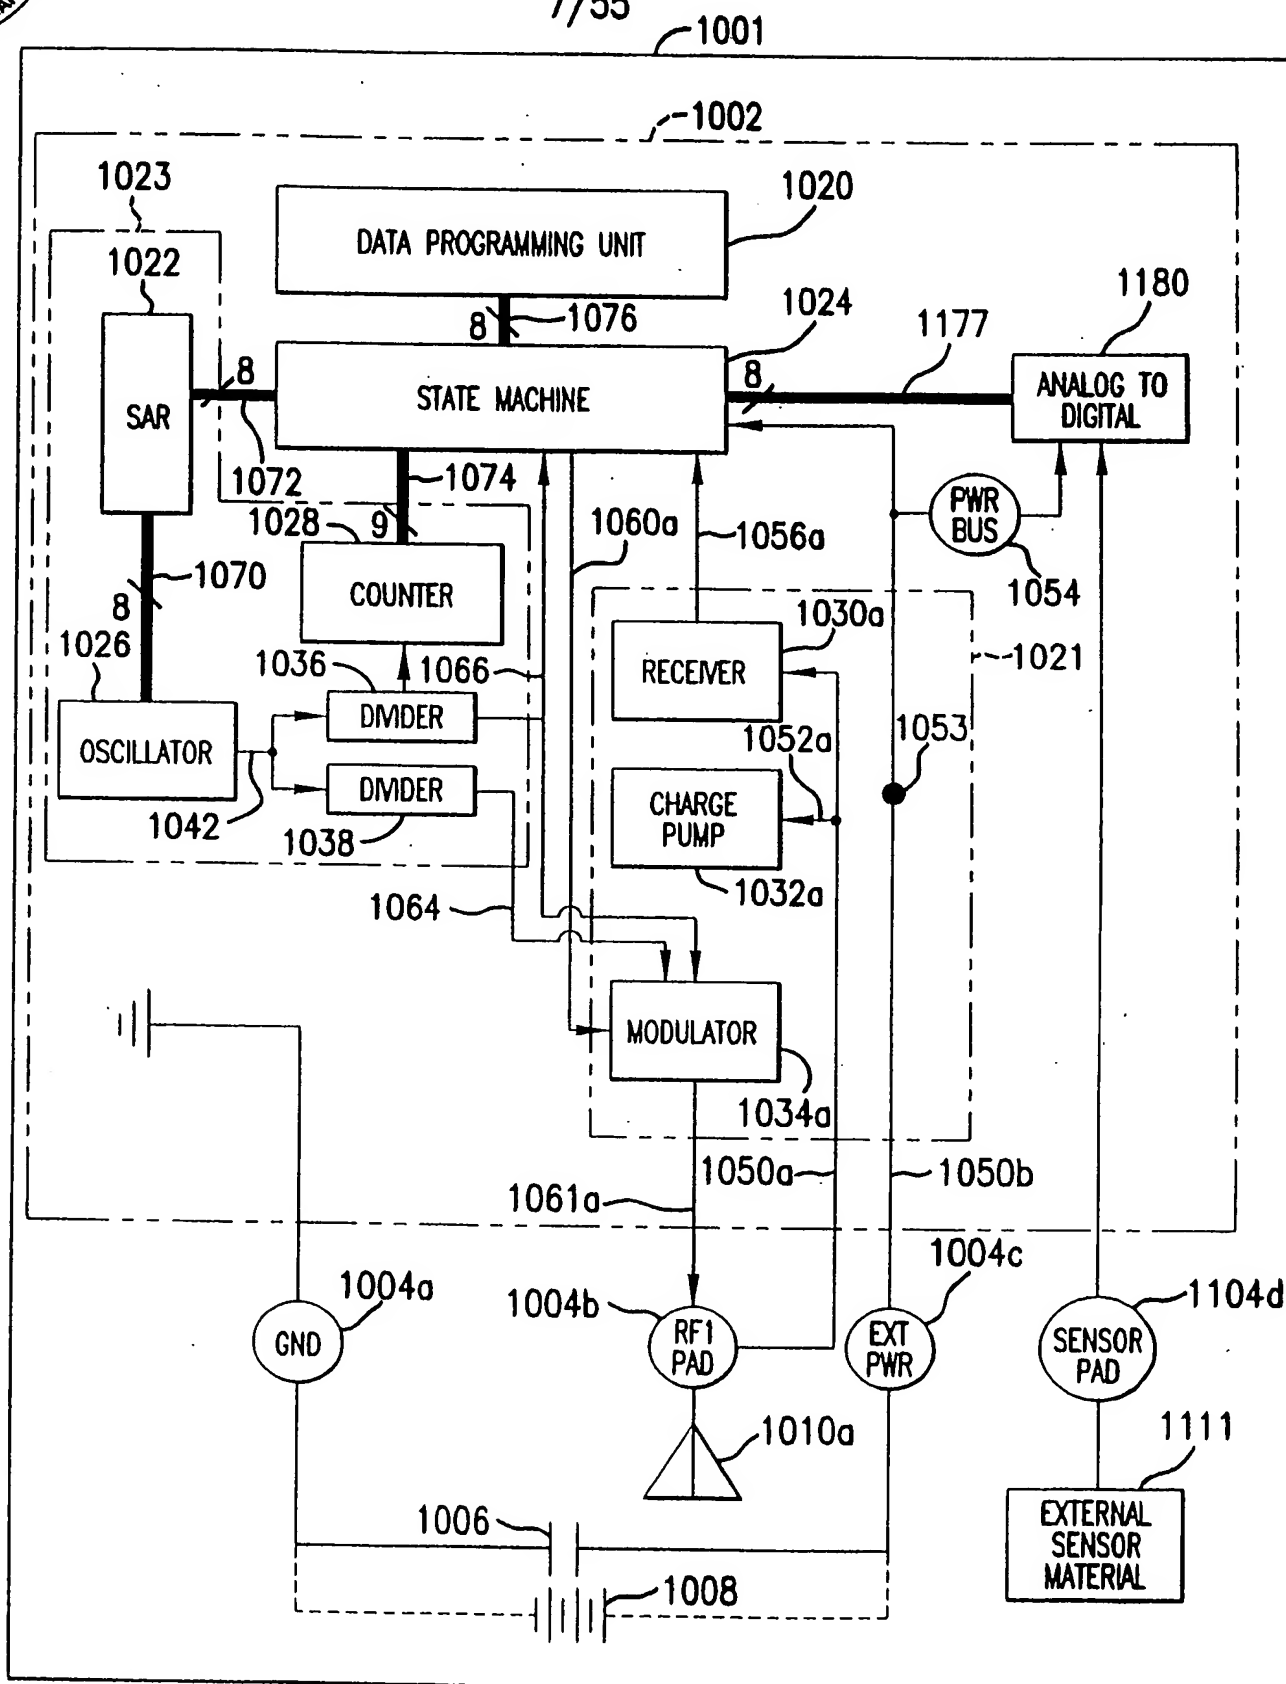 7/55
1001
1002
1023
1022
1020
DATA PROGRAMMING UNIT
8
1076
1024
1177
1180
SAR
8
1072
STATE MACHINE
8
ANALOG TO
DIGITAL
1074
9
1028
COUNTER
1060a
1056a
PWR
BUS
1054
1070
8
1026
OSCILLATOR
1042
1036
DIVIDER
DIVIDER
1038
1066
1064
1030a
RECEIVER
1021
1052a
1053
CHARGE
PUMP
1032a
MODULATOR
1034a
1061a
1050a
1050b
1004a
GND
1004b
RF1
PAD
1004c
EXT
PWR
1104d
SENSOR
PAD
1010a
1111
EXTERNAL
SENSOR
MATERIAL
1006
1008